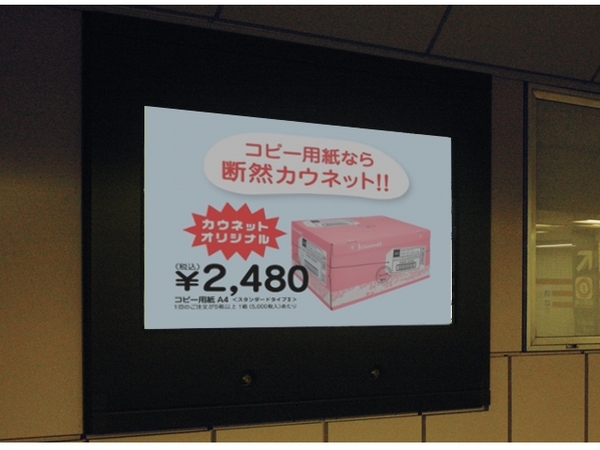 コピー用紙なら
断然カウネット!!
カウネット
オリジナル
(税込)
¥2,480
コピー用紙 A4 <スタンダードタイプⅡ>